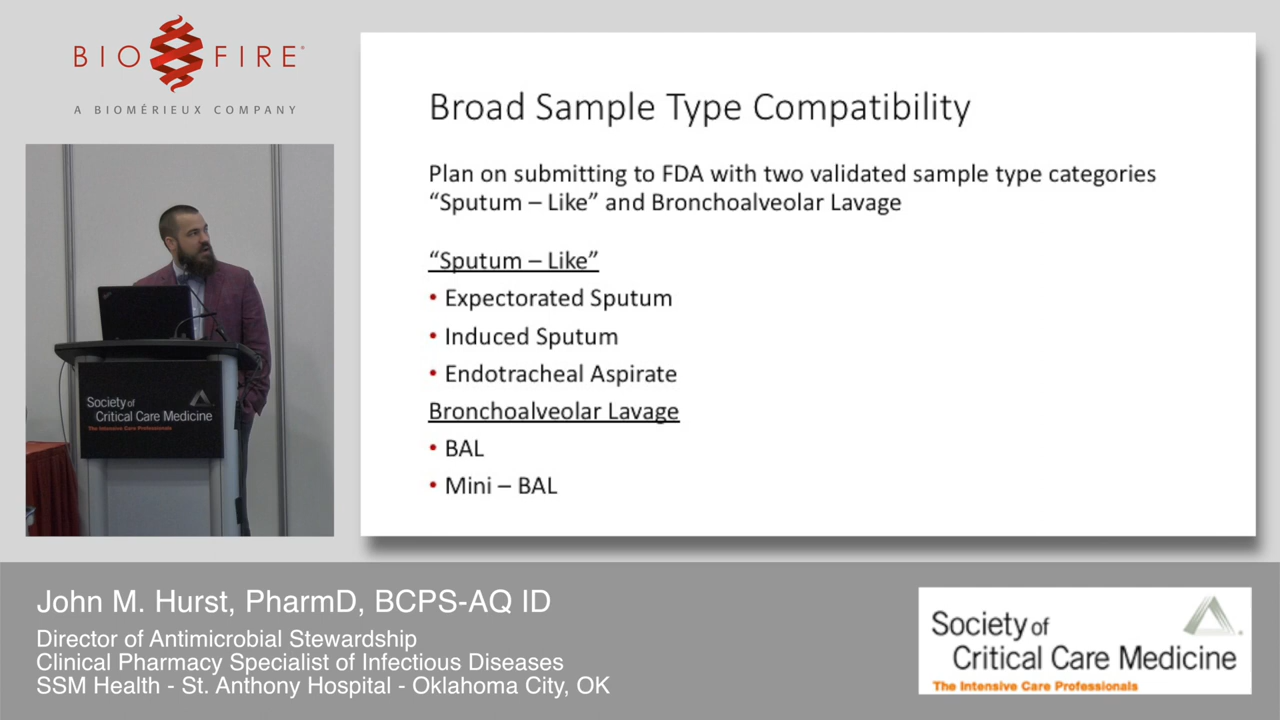 BIO FIRE
A BIOMÉRIEUX COMPANY
Society of
Critical Care Medicine
The Intensive Care Professionals
Broad Sample Type Compatibility
Plan on submitting to FDA with two validated sample type categories
“Sputum – Like” and Bronchoalveolar Lavage
“Sputum – Like”
• Expectorated Sputum
• Induced Sputum
• Endotracheal Aspirate
Bronchoalveolar Lavage
• BAL
• Mini – BAL
John M. Hurst, PharmD, BCPS-AQ ID
Director of Antimicrobial Stewardship
Clinical Pharmacy Specialist of Infectious Diseases
SSM Health - St. Anthony Hospital - Oklahoma City, OK
Society of
Critical Care Medicine
The Intensive Care Professionals